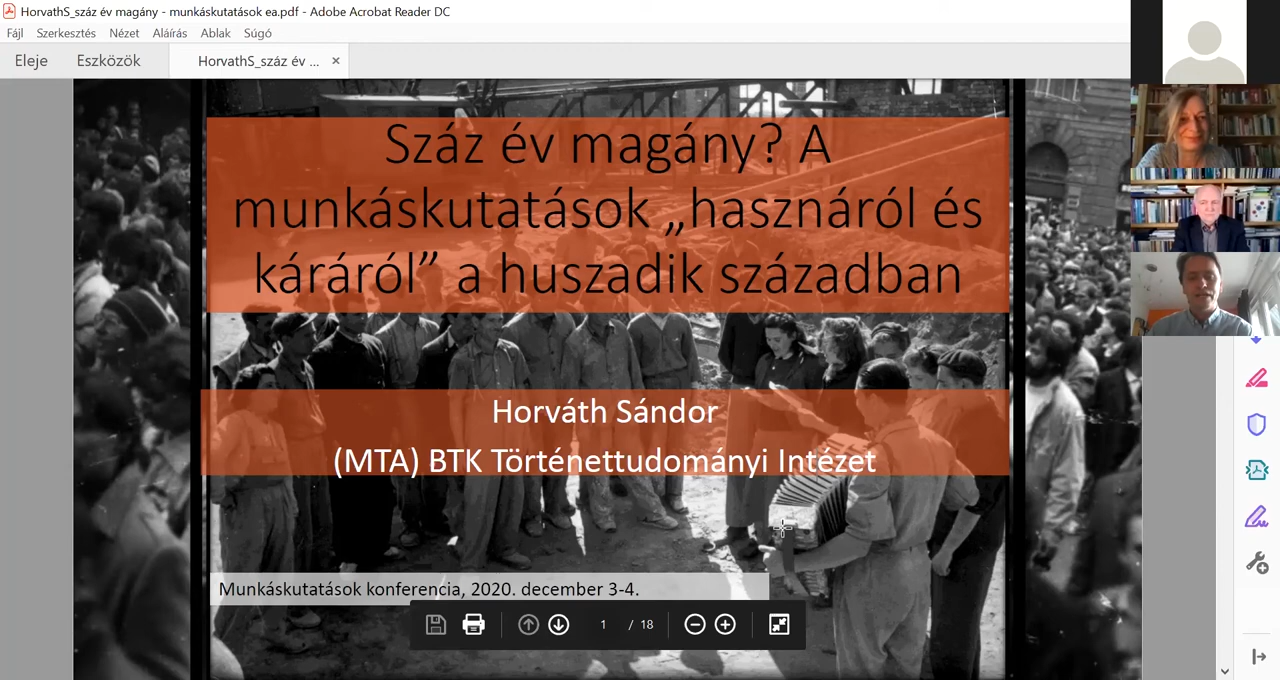 HorvathS_száz év magány - munkáskutatások ea.pdf - Adobe Acrobat Reader DC
Fájl Szerkesztés Nézet Aláírás Ablak Súgó
Eleje Eszközök HorvathS_száz év ... ×
Száz év magány? A
munkáskutatások „hasznáról és
káráról” a huszadik században
Horváth Sándor
(MTA) BTK Történettudományi Intézet
Munkáskutatások konferencia, 2020. december 3-4.
1 / 18